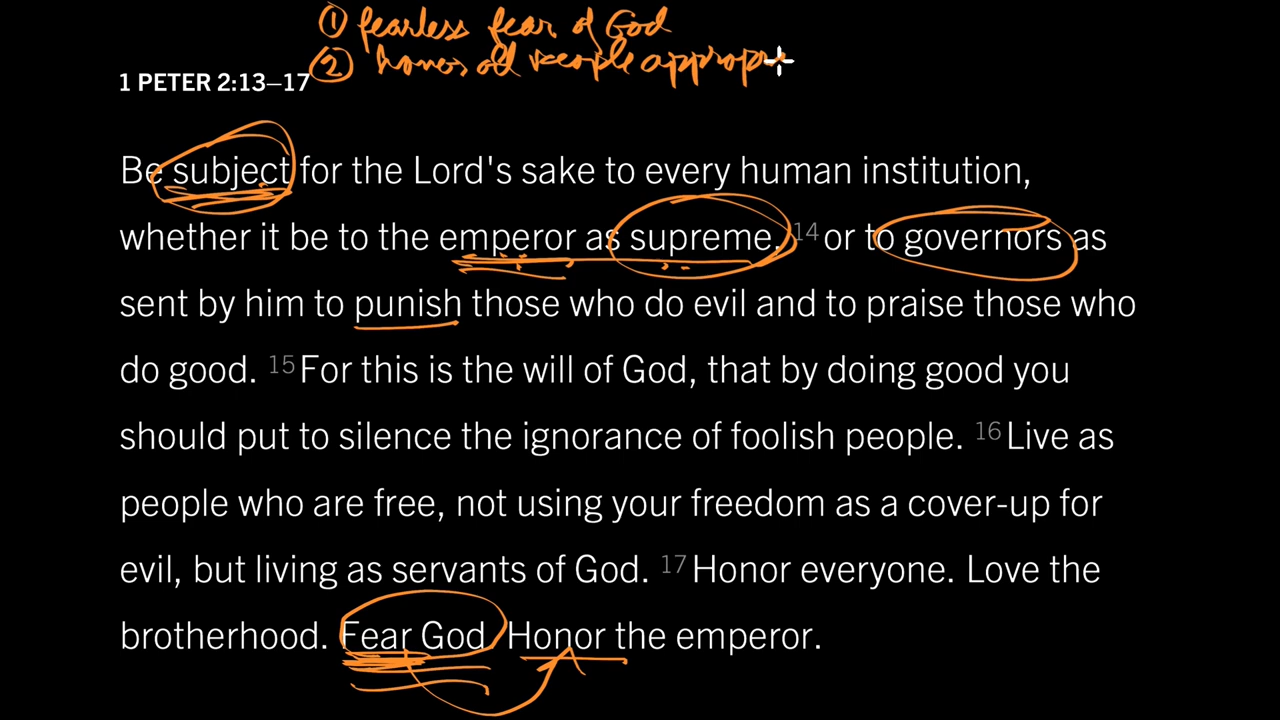 ① fearless fear of God
② honor all people approp
1 PETER 2:13–17
Be subject for the Lord's sake to every human institution,
whether it be to the emperor as supreme, 14 or to governors as
sent by him to punish those who do evil and to praise those who
do good. 15 For this is the will of God, that by doing good you
should put to silence the ignorance of foolish people. 16 Live as
people who are free, not using your freedom as a cover-up for
evil, but living as servants of God. 17 Honor everyone. Love the
brotherhood. Fear God. Honor the emperor.